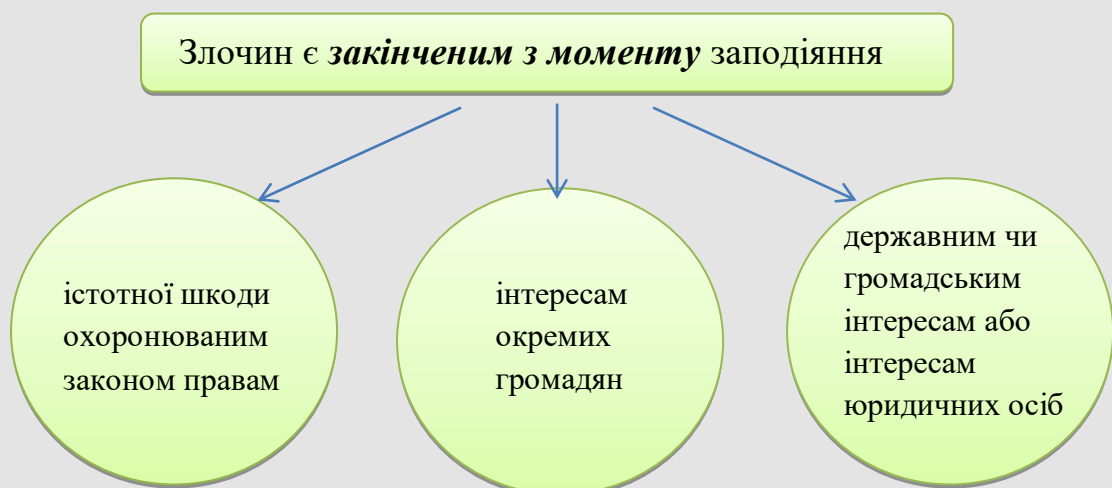 Злочин є закінченим з моменту заподіяння
істотної шкоди
охоронюваним
законом правам
інтересам
окремих
громадян
державним чи
громадським
інтересам або
інтересам
юридичних осіб